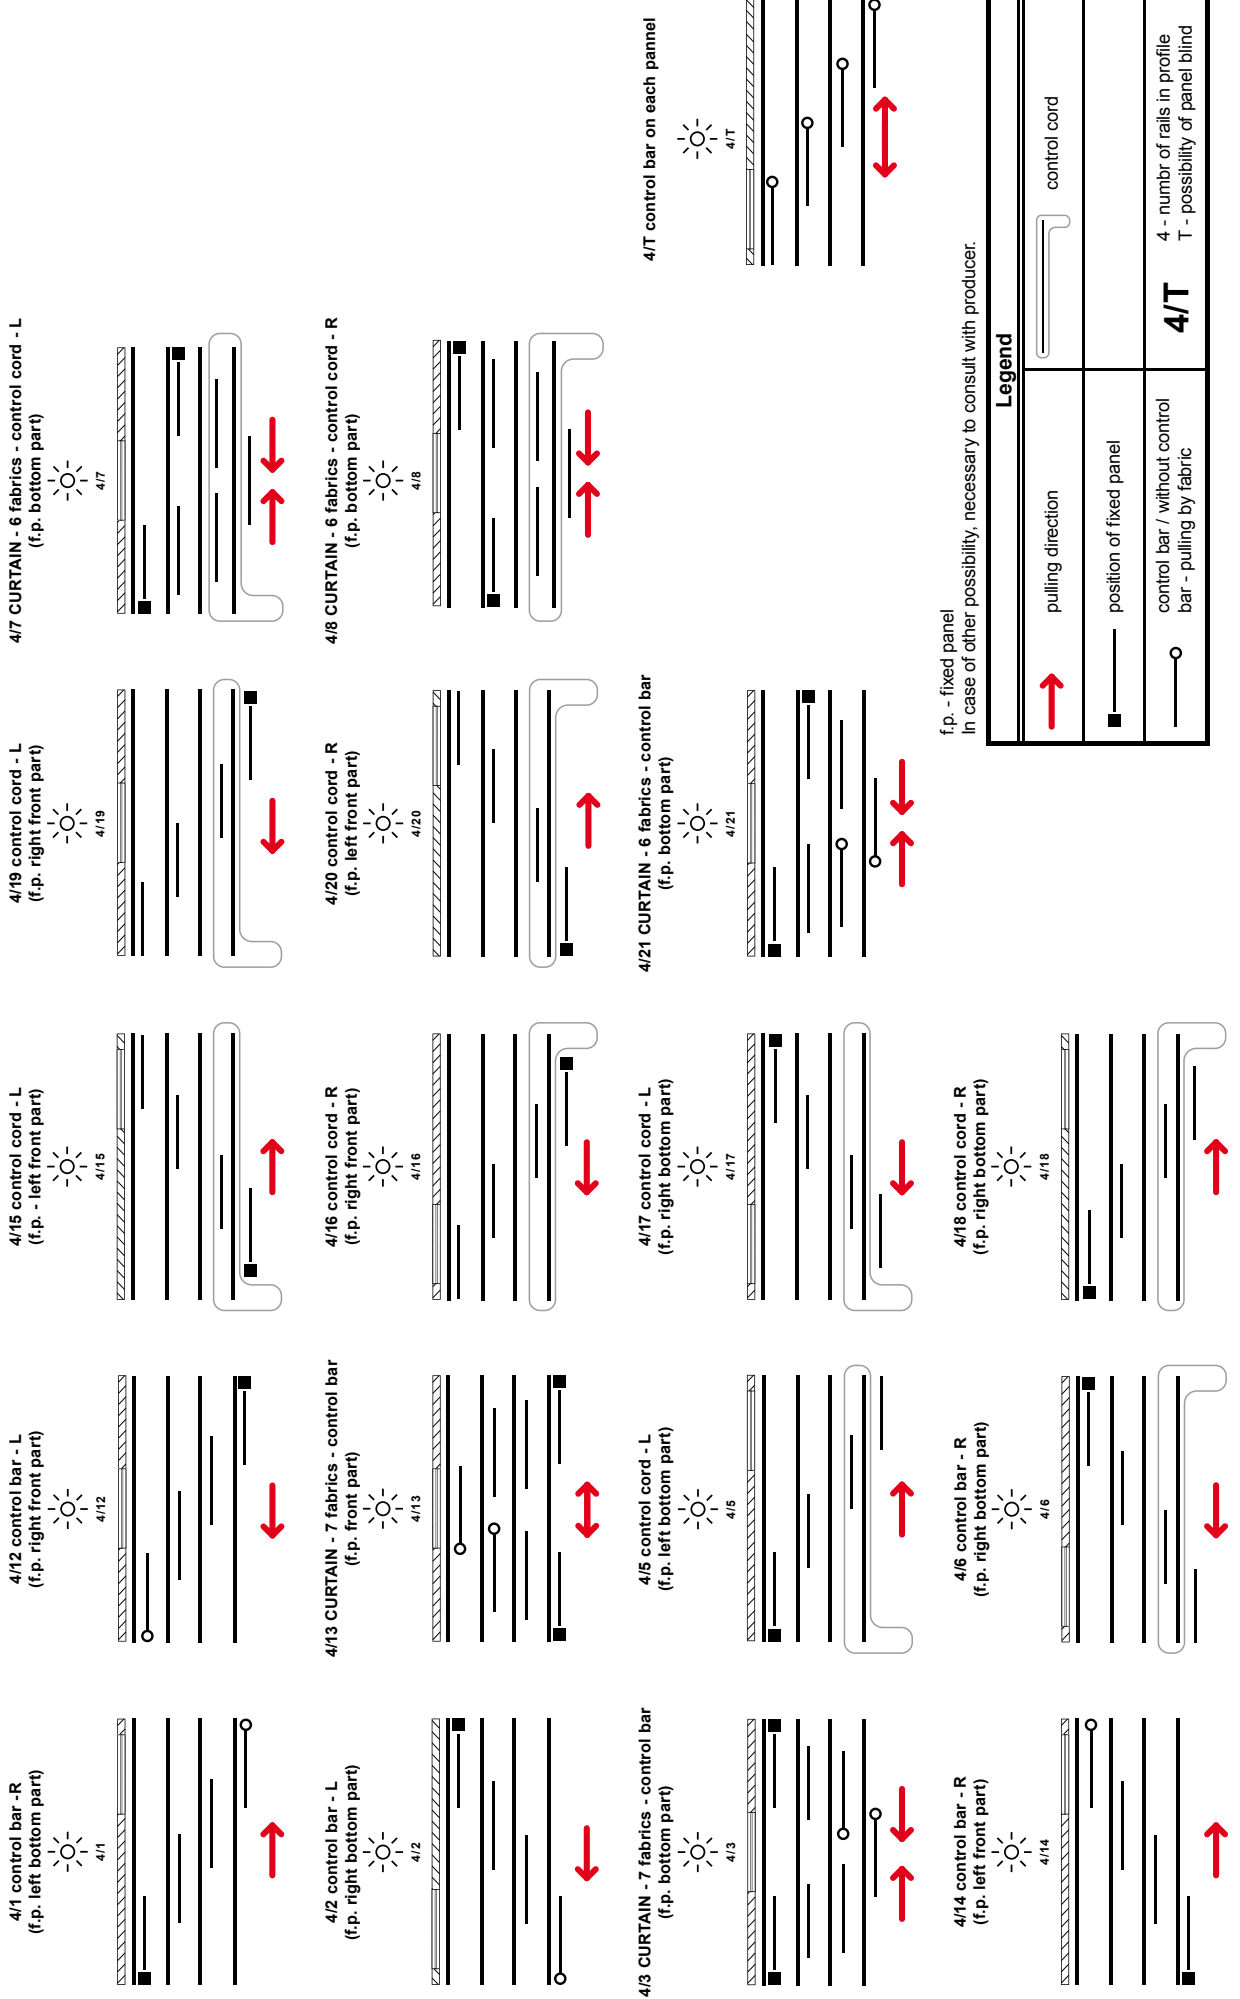 4/1 control bar -R
(f.p. left bottom part)
4/1
4/12 control bar - L
(f.p. right front part)
4/12
4/15 control cord - L
(f.p. - left front part)
4/15
4/19 control cord - L
(f.p. right front part)
4/19
4/7 CURTAIN - 6 fabrics - control cord - L
(f.p. bottom part)
4/7
4/2 control bar - L
(f.p. right bottom part)
4/2
4/13 CURTAIN - 7 fabrics - control bar
(f.p. front part)
4/13
4/16 control cord - R
(f.p. right front part)
4/16
4/20 control cord - R
(f.p. left front part)
4/20
4/8 CURTAIN - 6 fabrics - control cord - R
(f.p. bottom part)
4/8
4/3 CURTAIN - 7 fabrics - control bar
(f.p. bottom part)
4/3
4/5 control cord - L
(f.p. left bottom part)
4/5
4/17 control cord - L
(f.p. right bottom part)
4/17
4/21 CURTAIN - 6 fabrics - control bar
(f.p. bottom part)
4/21
4/T control bar on each pannel
4/T
4/14 control bar - R
(f.p. left front part)
4/14
4/6 control bar - R
(f.p. right bottom part)
4/6
4/18 control cord - R
(f.p. right bottom part)
4/18
f.p. - fixed panel
In case of other possibility, necessary to consult with producer.
Legend
pulling direction
control cord
position of fixed panel
control bar / without control
bar - pulling by fabric
4/T
4 - numbr of rails in profile
T - possibility of panel blind